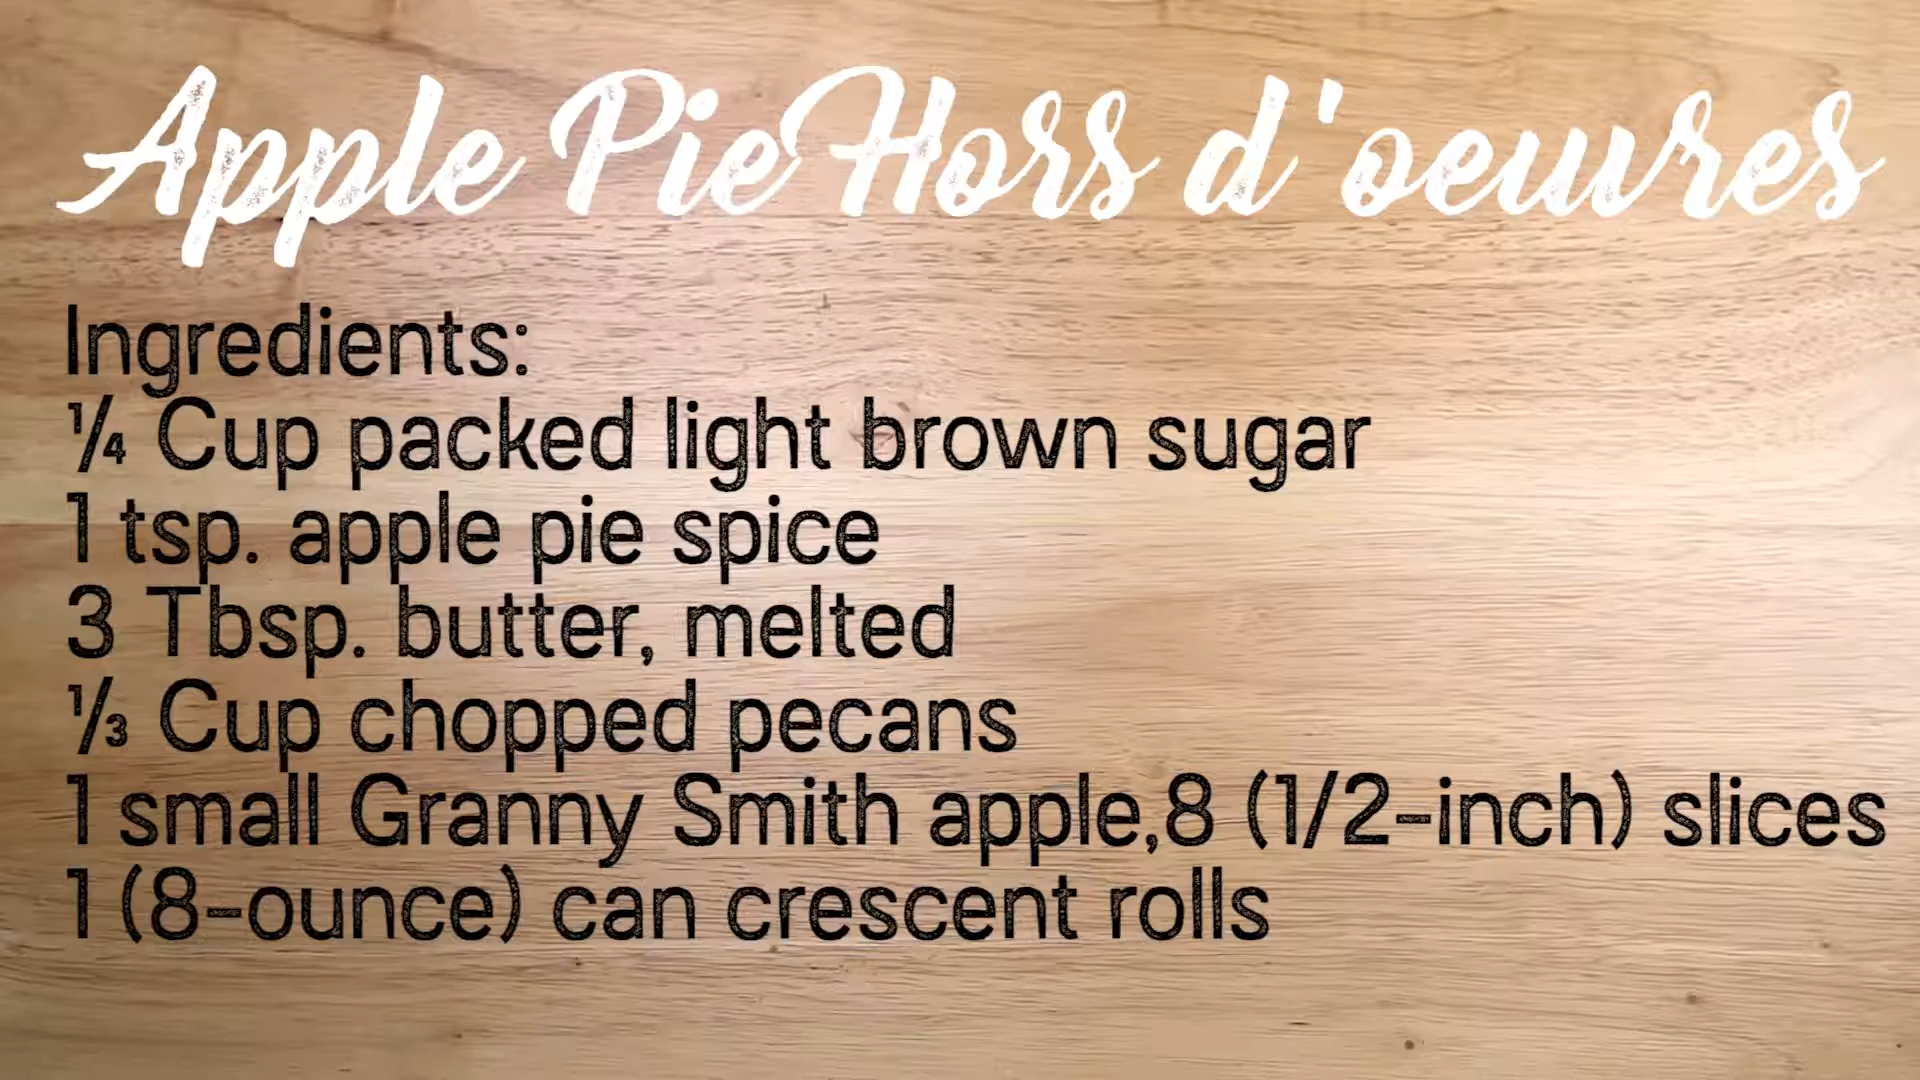 Apple Pie Hors d'oeuvres
Ingredients:
¼ Cup packed light brown sugar
1 tsp. apple pie spice
3 Tbsp. butter, melted
⅓ Cup chopped pecans
1 small Granny Smith apple,8 (1/2-inch) slices
1 (8-ounce) can crescent rolls